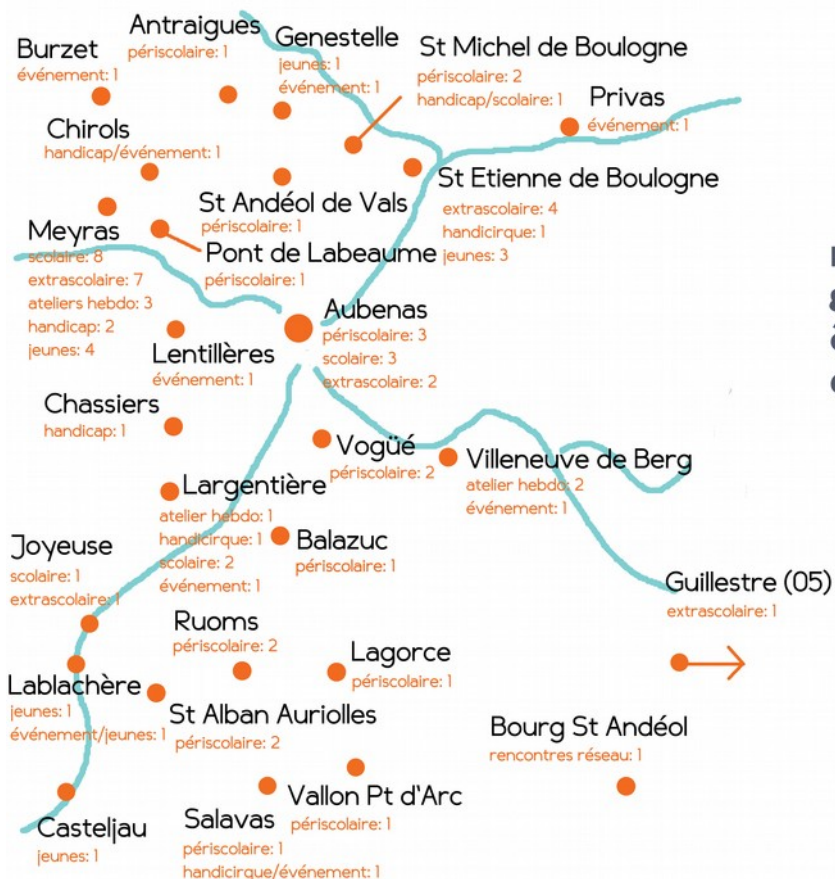 Antraigues
périscolaire: 1
Burzet
événement: 1
Genestelle
jeunes: 1
événement: 1
St Michel de Boulogne
périscolaire: 2
handicap/scolaire: 1
Privas
événement: 1
Chirols
handicap/événement: 1
St Andéol de Vals
périscolaire: 1
St Etienne de Boulogne
extrascolaire: 4
handicirque: 1
jeunes: 3
Meyras
scolaire: 8
extrascolaire: 7
ateliers hebdo: 3
handicap: 2
jeunes: 4
Pont de Labeaume
périscolaire: 1
Aubenas
périscolaire: 3
scolaire: 3
extrascolaire: 2
Lentillères
événement: 1
Chassiers
handicap: 1
Vogüé
périscolaire: 2
Villeneuve de Berg
atelier hebdo: 2
événement: 1
Largentière
atelier hebdo: 1
handicirque: 1
scolaire: 2
événement: 1
Balazuc
périscolaire: 1
Joyeuse
scolaire: 1
extrascolaire: 1
Guillestre (05)
extrascolaire: 1
Ruoms
périscolaire: 2
Lagorce
périscolaire: 1
Lablachère
jeunes: 1
événement/jeunes: 1
St Alban Auriolles
périscolaire: 2
Bourg St Andéol
rencontres réseau: 1
Vallon Pt d'Arc
périscolaire: 1
Salavas
périscolaire: 1
handicirque/événement: 1
Casteljau
jeunes: 1